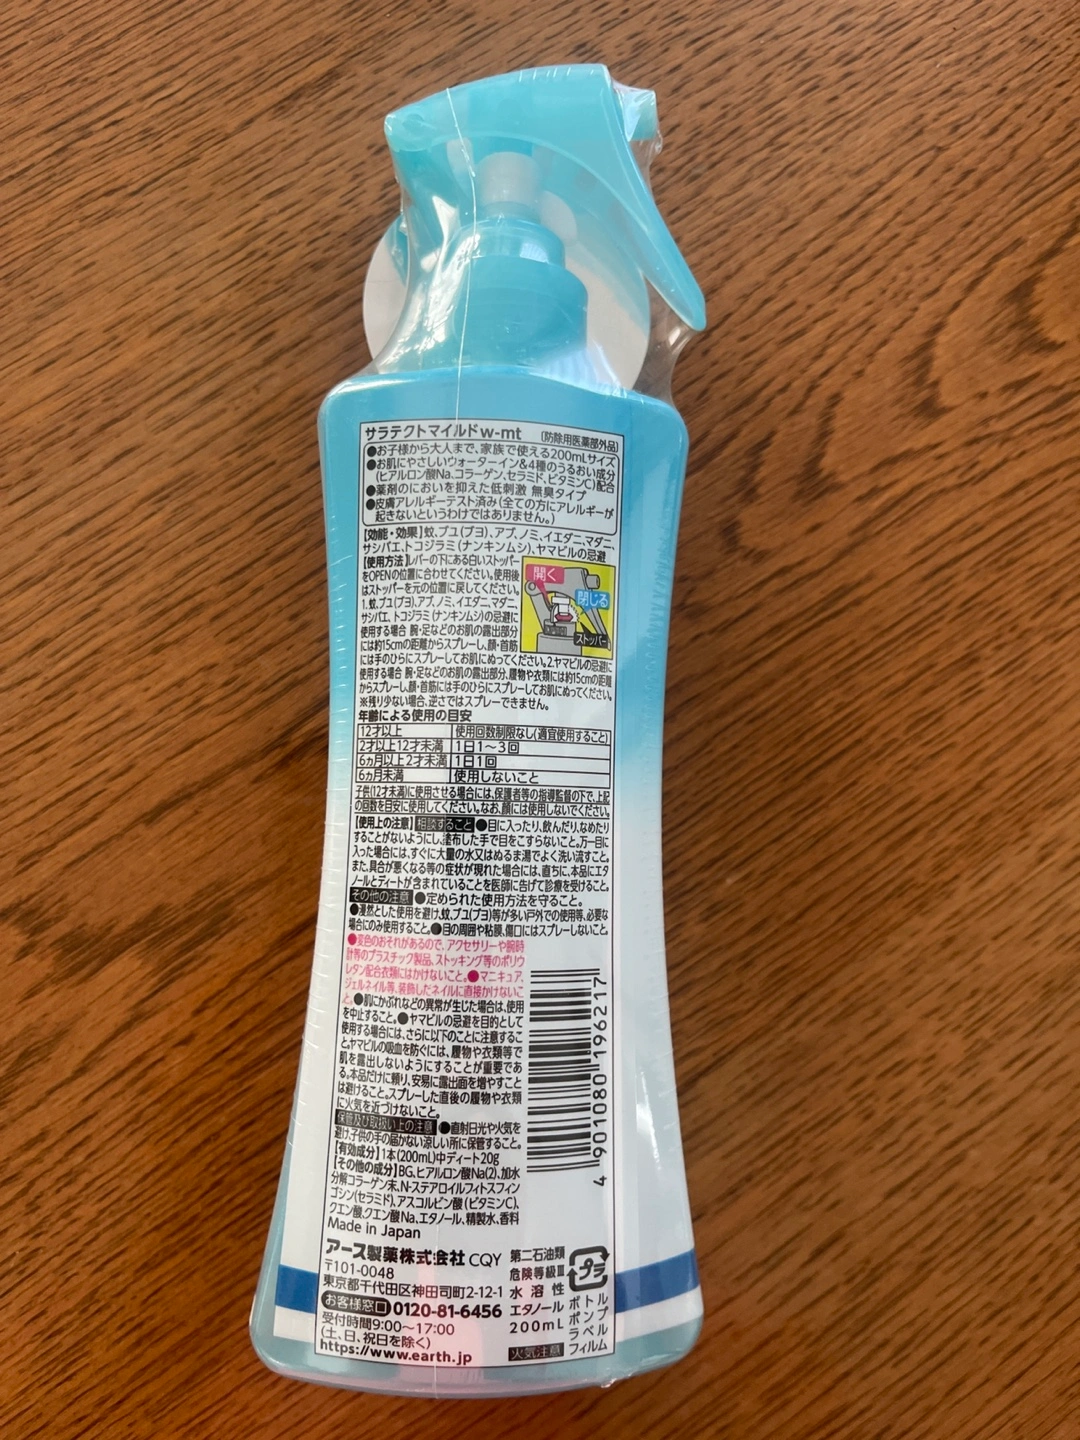 サラテクトマイルドw-mt (防除用医薬部外品)
●お子様から大人まで、家族で使える200mLサイズ
●お肌にやさしいウォーターイン&4種のうるおい成分
(ヒアルロン酸Na、コラーゲン、セラミド、ビタミンC)配合
●薬剤のにおいを抑えた低刺激 無臭タイプ
●皮膚アレルギーテスト済み(全ての方にアレルギーが
起きないというわけではありません。)
【効能・効果】蚊、ブユ(ブヨ)、アブ、ノミ、イエダニ、マダニ、
サシバエ、トコジラミ(ナンキンムシ)、ヤマビルの忌避
【使用方法】レバーの下にある白いストッパー
をOPENの位置に合わせてください。使用後
はストッパーを元の位置に戻してください。
1.蚊、ブユ(ブヨ)、アブ、ノミ、イエダニ、マダニ、
サシバエ、トコジラミ(ナンキンムシ)の忌避に
使用する場合 腕・足などのお肌の露出部分
には約15cmの距離からスプレーし、顔・首筋
には手のひらにスプレーしてお肌にぬってください。2.ヤマビルの忌避に
使用する場合 腕・足などのお肌の露出部分、履物や衣類には約15cmの距離
からスプレーし、顔・首筋には手のひらにスプレーしてお肌にぬってください。
※残り少ない場合、逆さではスプレーできません。
開く
閉じる
ストッパー
年齢による使用の目安
12才以上 使用回数制限なし(適宜使用すること)
2才以上12才未満 1日1～3回
6ヵ月以上2才未満 1日1回
6ヵ月未満 使用しないこと
子供(12才未満)に使用させる場合には、保護者等の指導監督の下で、上記
の回数を目安に使用してください。なお、顔には使用しないでください。
【使用上の注意】 相談すること ●目に入ったり、飲んだり、なめたり
することがないようにし、塗布した手で目をこすらないこと。万一目に
入った場合には、すぐに大量の水又はぬるま湯でよく洗い流すこと。
また、具合が悪くなる等の症状が現れた場合には、直ちに、本品にエタ
ノールとディートが含まれていることを医師に告げて診療を受けること。
その他の注意 ●定められた使用方法を守ること。
●漫然とした使用を避け、蚊、ブユ(ブヨ)等が多い戸外での使用等、必要な
場合にのみ使用すること。●目の周囲や粘膜、傷口にはスプレーしないこと。
●変色のおそれがあるので、アクセサリーや腕時
計等のプラスチック製品、ストッキング等のポリウ
レタン配合衣類にはかけないこと。●マニキュア、
ジェルネイル等、装飾したネイルに直接かけないこ
と。●肌にかぶれなどの異常が生じた場合は、使用
を中止すること。●ヤマビルの忌避を目的として
使用する場合には、さらに以下のことに注意するこ
と。ヤマビルの吸血を防ぐには、履物や衣類等で
肌を露出しないようにすることが重要であ
る。本品だけに頼り、安易に露出面を増やすこと
は避けること。スプレーした直後の履物や衣類
に火気を近づけないこと。
保管及び取扱い上の注意 ●直射日光や火気を
避け、子供の手の届かない涼しい所に保管すること。
【有効成分】1本(200mL)中ディート20g
【その他の成分】BG、ヒアルロン酸Na(2)、加水
分解コラーゲン末、N-ステアロイルフィトスフィン
ゴシン(セラミド)、アスコルビン酸(ビタミンC)、
クエン酸、クエン酸Na、エタノール、精製水、香料
Made in Japan
4 901080 196217
アース製薬株式会社 CQY
〒101-0048
東京都千代田区神田司町2-12-1
お客様窓口 0120-81-6456
受付時間9:00～17:00
(土、日、祝日を除く)
https://www.earth.jp
第二石油類
危険等級Ⅲ
水溶性
エタノール
200mL
火気注意
プラ
ボトル
ポンプ
ラベル
フィルム